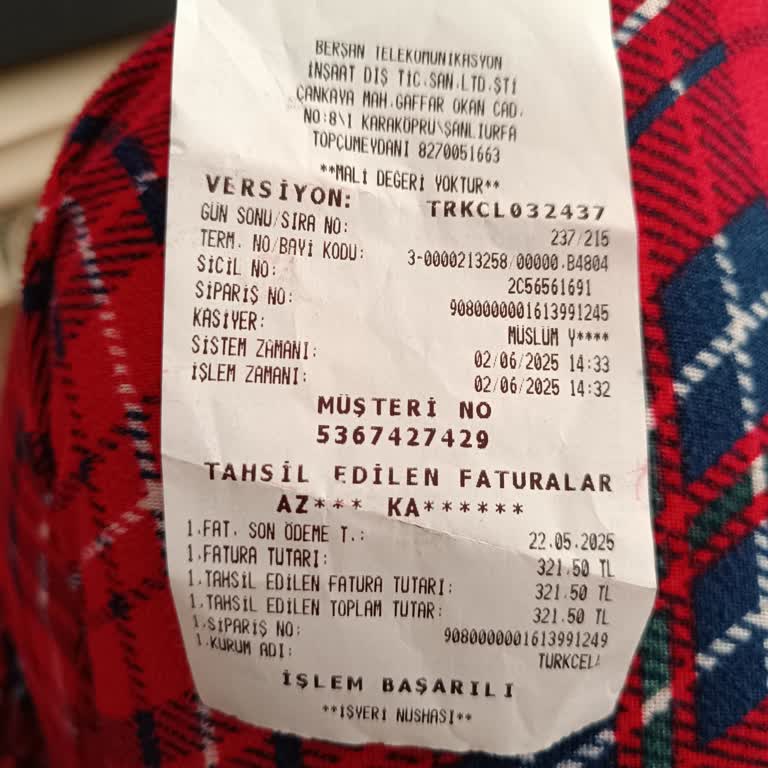 BERSAN TELEKOMUNIKASYON
İNŞAAT DIŞ TİC.SAN.LTD.ŞTİ
ÇANKAYA MAH.GAFFAR OKAN CAD.
NO:8\1 KARAKÖPRÜ\ŞANLIURFA
TOPÇUMEYDANI 8270051663
**MALİ DEĞERİ YOKTUR**
VERSİYON: TRKCL032437
GÜN SONU/SIRA NO: 237/215
TERM. NO/BAYİ KODU: 3-0000213258/00000.B4804
SİCİL NO: 2C56561691
SİPARİŞ NO: 9080000001613991245
KASİYER: MÜSLÜM Y****
SİSTEM ZAMANI: 02/06/2025 14:33
İŞLEM ZAMANI: 02/06/2025 14:32
MÜŞTERİ NO
5367427429
TAHSİL EDİLEN FATURALAR
AZ*** KA******
1.FAT. SON ÖDEME T.: 22.05.2025
1.FATURA TUTARI: 321.50 TL
1.TAHSİL EDİLEN FATURA TUTARI: 321.50 TL
1.TAHSİL EDİLEN TOPLAM TUTAR: 321.50 TL
1.SİPARİŞ NO: 9080000001613991249
1.KURUM ADI: TURKCELL
İŞLEM BAŞARILI
**İŞYERİ NUSHASI**